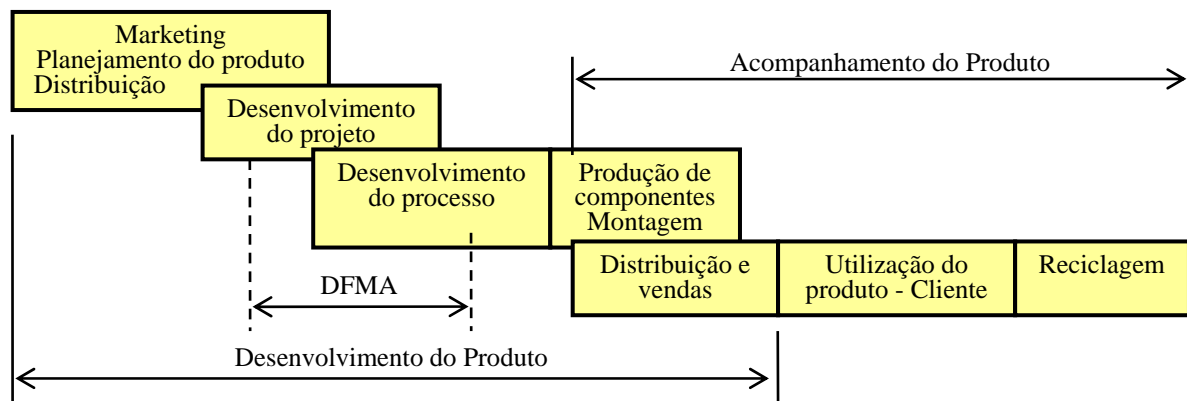 Marketing
Planejamento do produto
Distribuição
Acompanhamento do Produto
Desenvolvimento
do projeto
Desenvolvimento
do processo
Produção de
componentes
Montagem
Distribuição e
vendas
Utilização do
produto - Cliente
Reciclagem
DFMA
Desenvolvimento do Produto